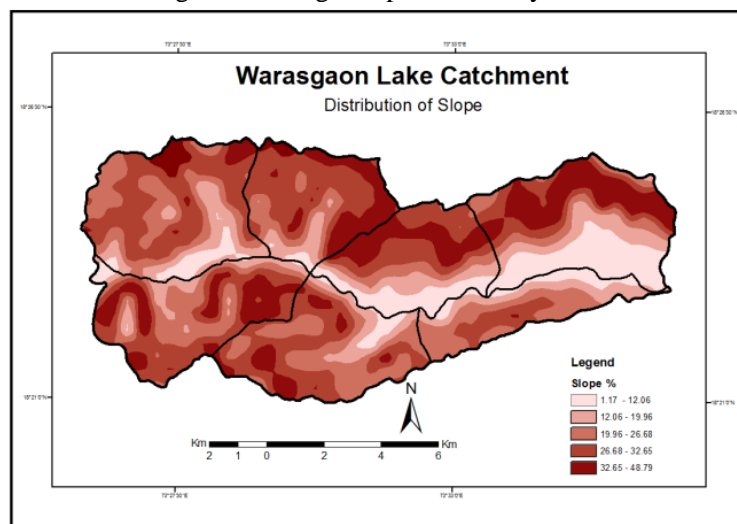 Warasgaon Lake Catchment
Distribution of Slope
Legend
Slope %
1.17 - 12.06
12.06 - 19.96
19.96 - 26.68
26.68 - 32.65
32.65 - 48.79
N
Km
Km
2 1 0 2 4 6